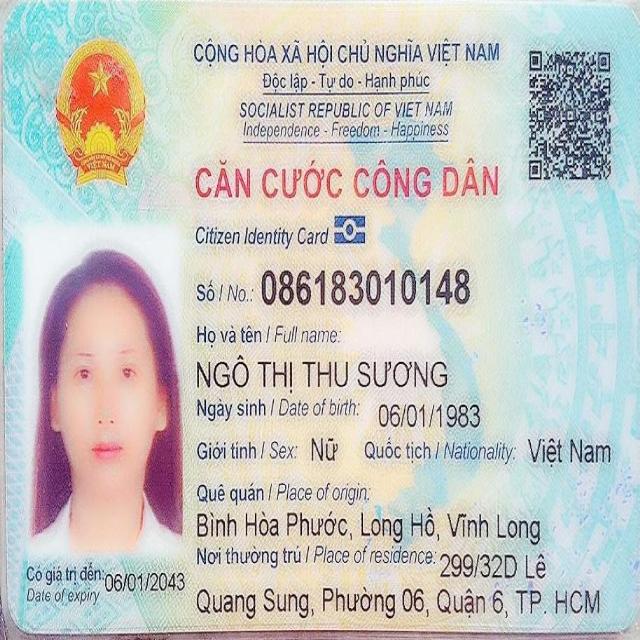 CỘNG HÒA XÃ HỘI CHỦ NGHĨA VIỆT NAM
Độc lập - Tự do - Hạnh phúc
SOCIALIST REPUBLIC OF VIET NAM
Independence - Freedom - Happiness
CĂN CƯỚC CÔNG DÂN
Citizen Identity Card
Số / No.: 086183010148
Họ và tên / Full name:
NGÔ THỊ THU SƯƠNG
Ngày sinh / Date of birth: 06/01/1983
Giới tính / Sex: Nữ Quốc tịch / Nationality: Việt Nam
Quê quán / Place of origin:
Bình Hòa Phước, Long Hồ, Vĩnh Long
Nơi thường trú / Place of residence: 299/32D Lê
Quang Sung, Phường 06, Quận 6, TP. HCM
Có giá trị đến: 06/01/2043
Date of expiry